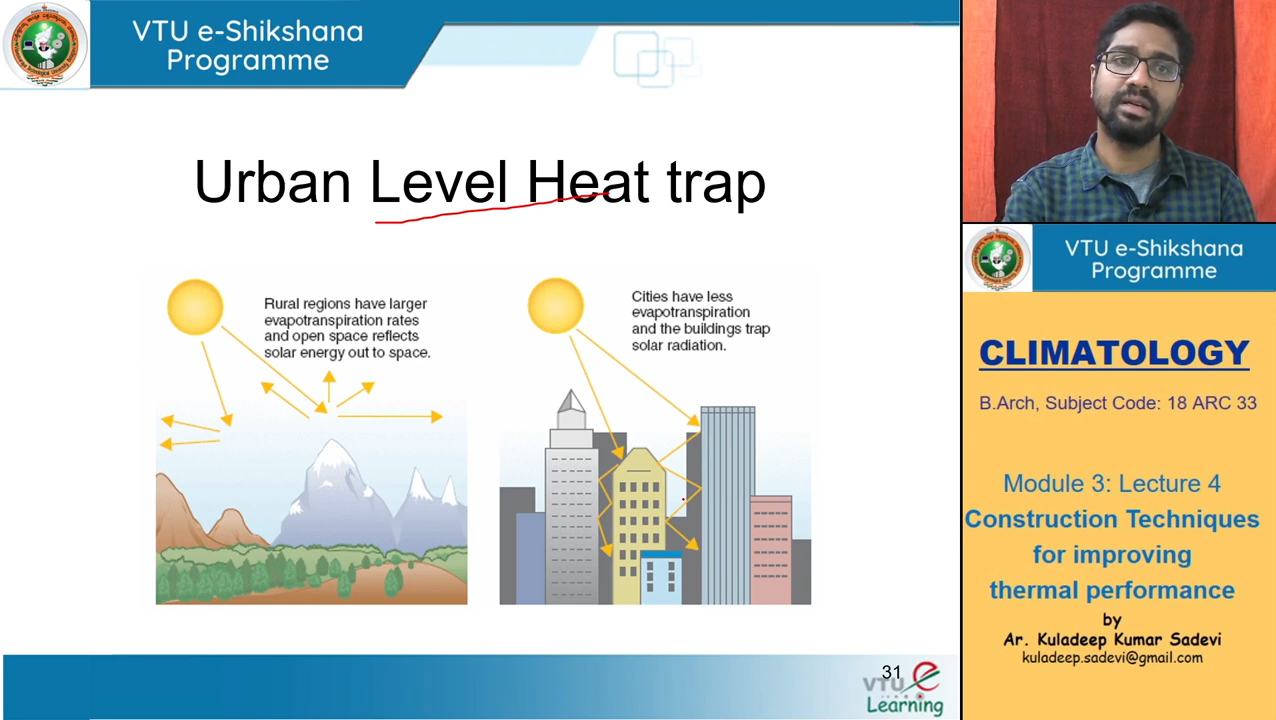 VTU e-Shikshana
Programme
Urban Level Heat trap
Rural regions have larger
evapotranspiration rates
and open space reflects
solar energy out to space.
Cities have less
evapotranspiration
and the buildings trap
solar radiation.
31
VTU e
Learning
VTU e-Shikshana
Programme
CLIMATOLOGY
B.Arch, Subject Code: 18 ARC 33
Module 3: Lecture 4
Construction Techniques
for improving
thermal performance
by
Ar. Kuladeep Kumar Sadevi
kuladeep.sadevi@gmail.com